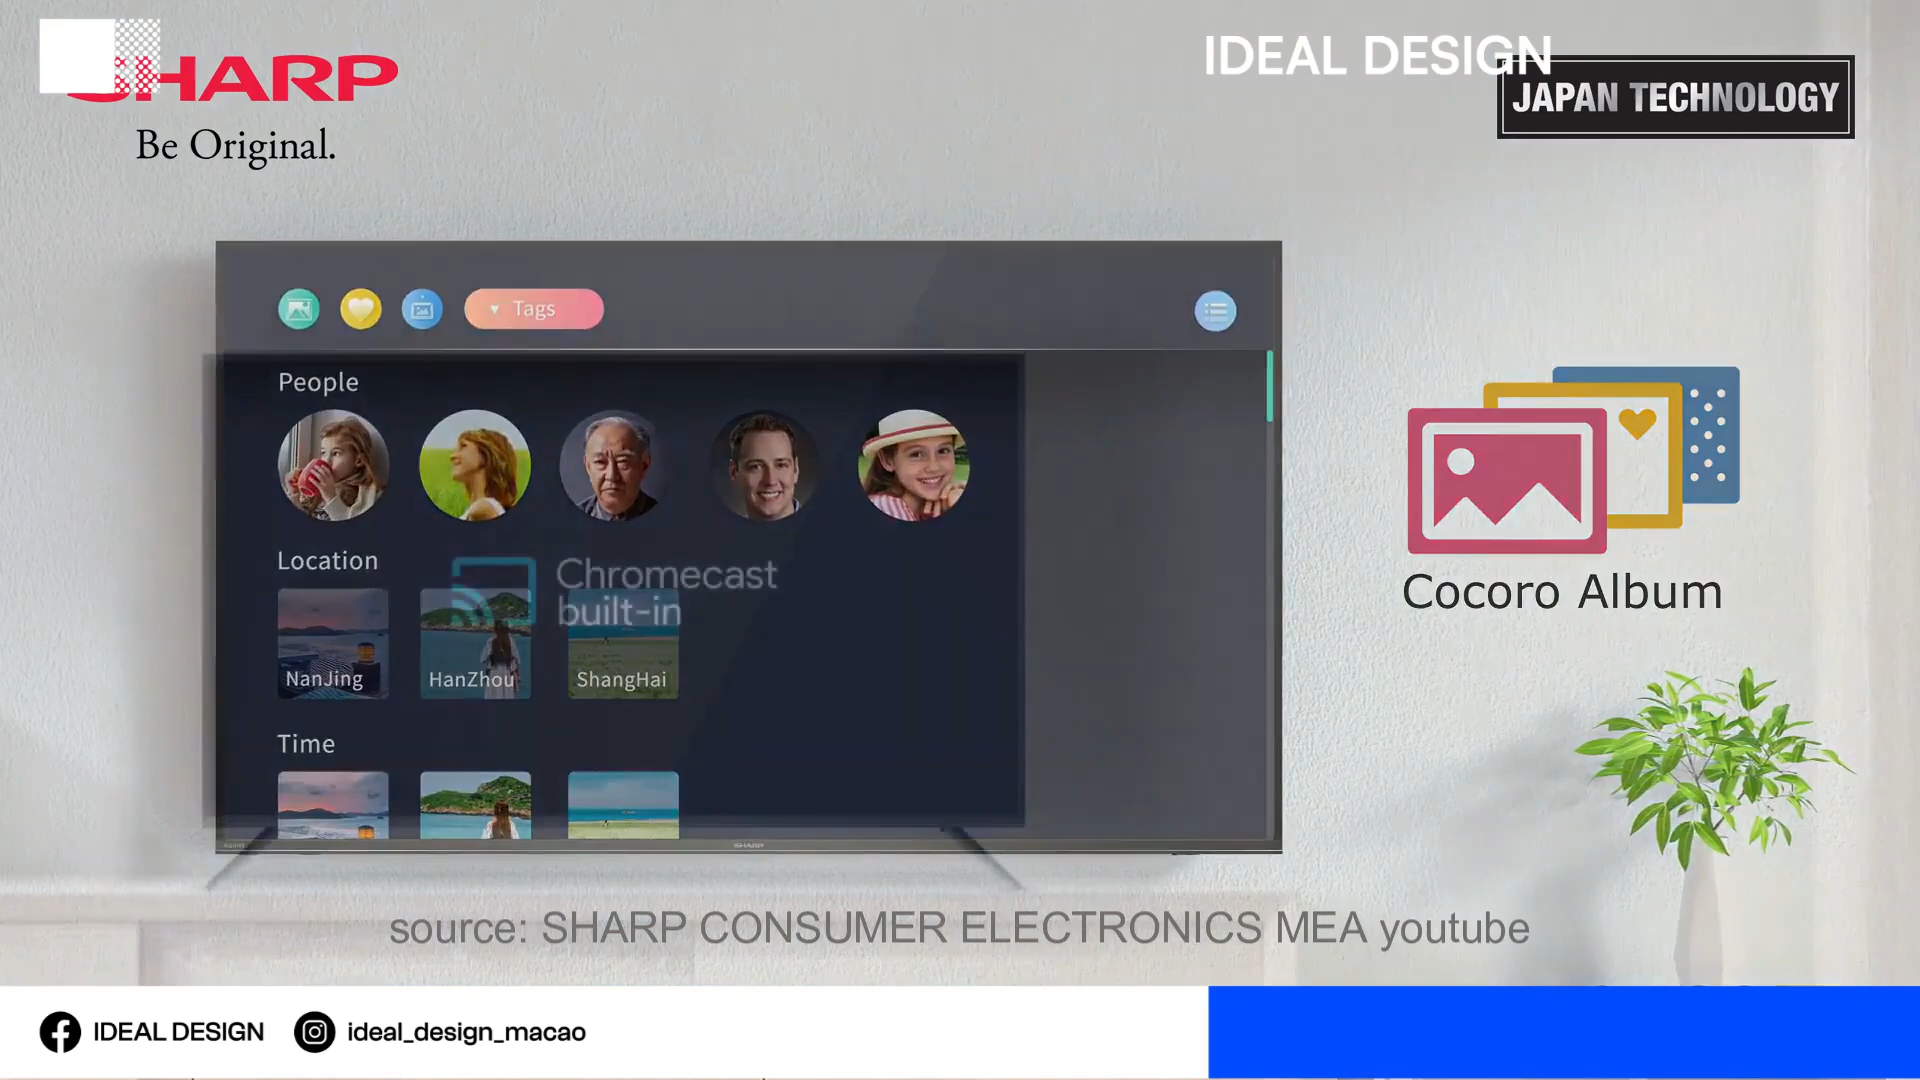 SHARP
Be Original.
IDEAL DESIGN
JAPAN TECHNOLOGY
Tags
People
Location
Chromecast
built-in
NanJing
HanZhou
ShangHai
Time
SHARP
Cocoro Album
source: SHARP CONSUMER ELECTRONICS MEA youtube
IDEAL DESIGN
ideal_design_macao